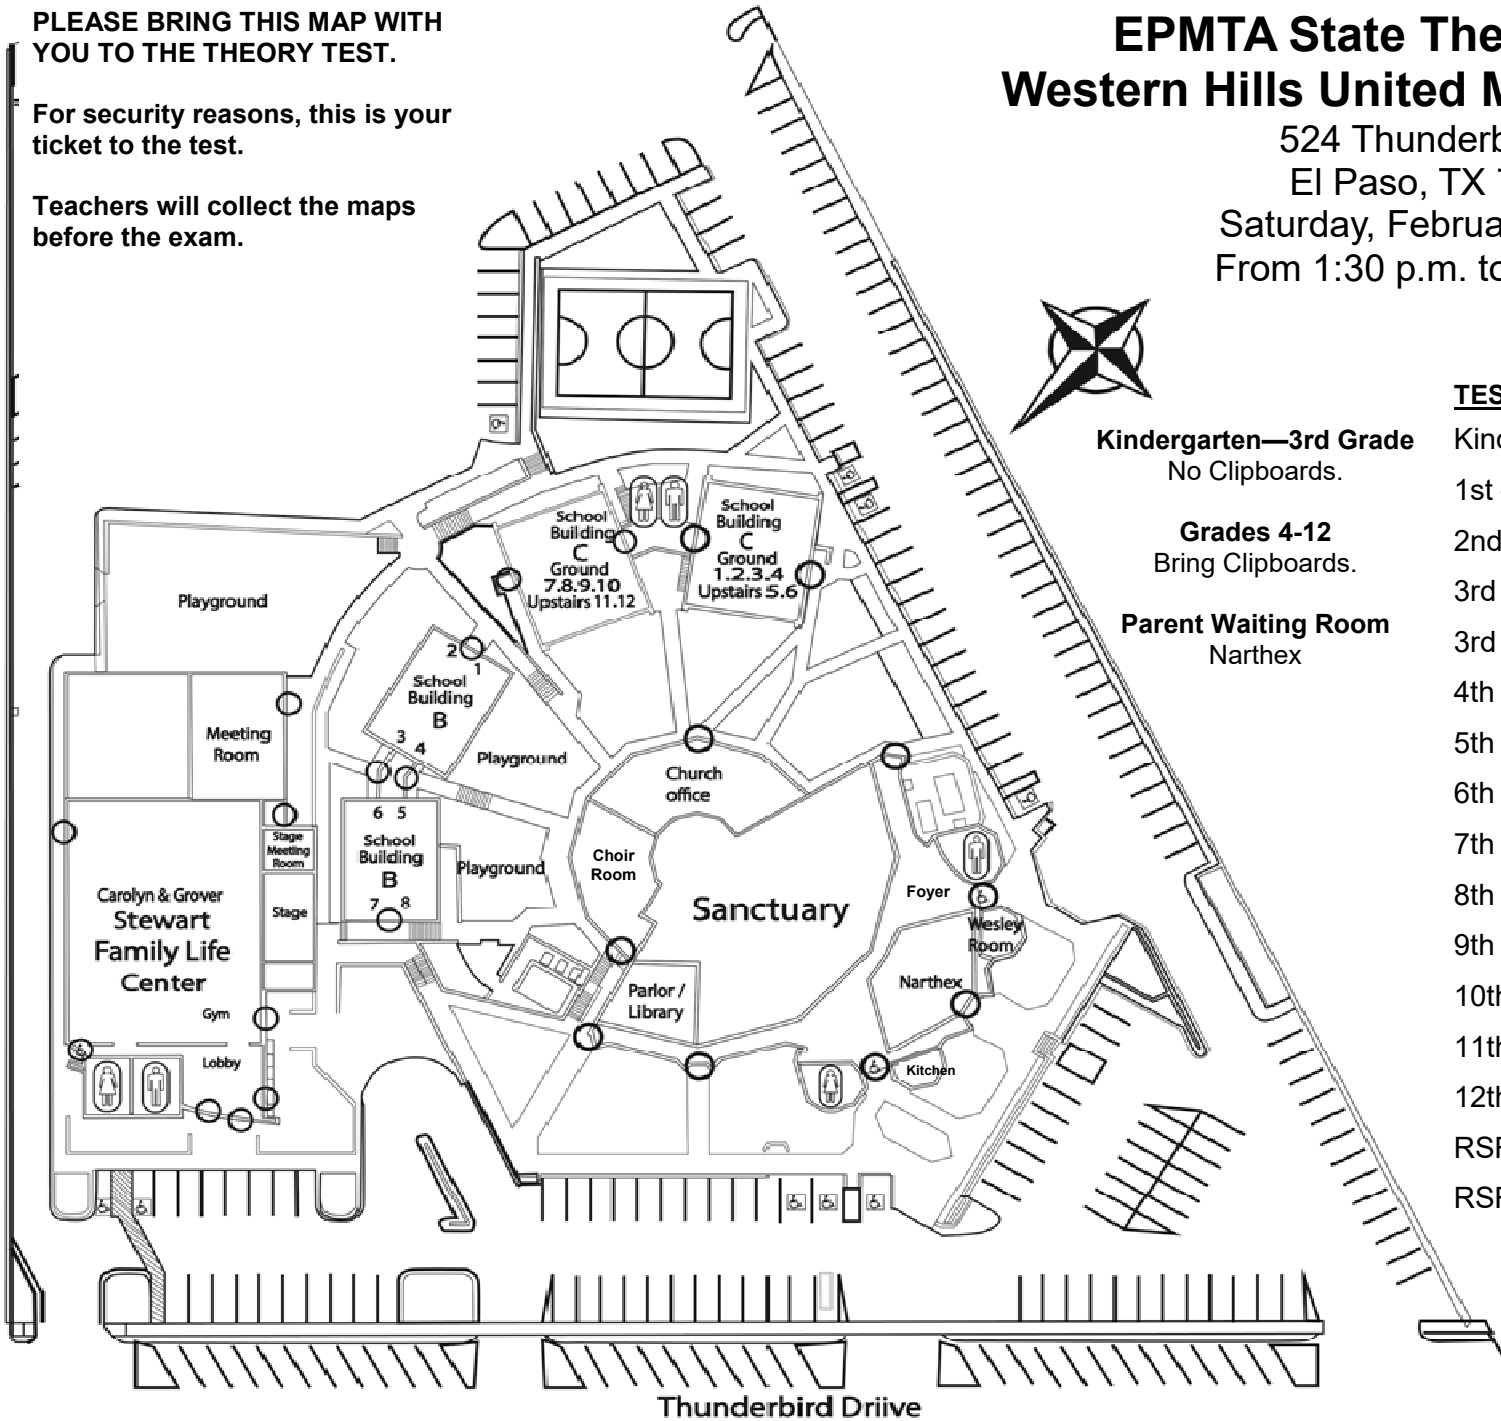 PLEASE BRING THIS MAP WITH
YOU TO THE THEORY TEST.
For security reasons, this is your
ticket to the test.
Teachers will collect the maps
before the exam.
EPMTA State The
Western Hills United M
524 Thunderb
El Paso, TX 7
Saturday, Februa
From 1:30 p.m. to
Kindergarten—3rd Grade
No Clipboards.
Grades 4-12
Bring Clipboards.
Parent Waiting Room
Narthex
TES
Kind
1st
2nd
3rd
3rd
4th
5th
6th
7th
8th
9th
10th
11th
12th
RSF
RSF
School
Building
C
Ground
7.8.9.10
Upstairs 11.12
School
Building
C
Ground
1.2.3.4
Upstairs 5.6
Playground
2
1
School
Building
B
3
4
Meeting
Room
Playground
Church
office
6 5
School
Building
B
7 8
Stage
Meeting
Room
Playground
Choir
Room
Carolyn & Grover
Stewart
Family Life
Center
Stage
Sanctuary
Foyer
Wesley
Room
Narthex
Parlor /
Library
Gym
Lobby
Kitchen
Thunderbird Driive